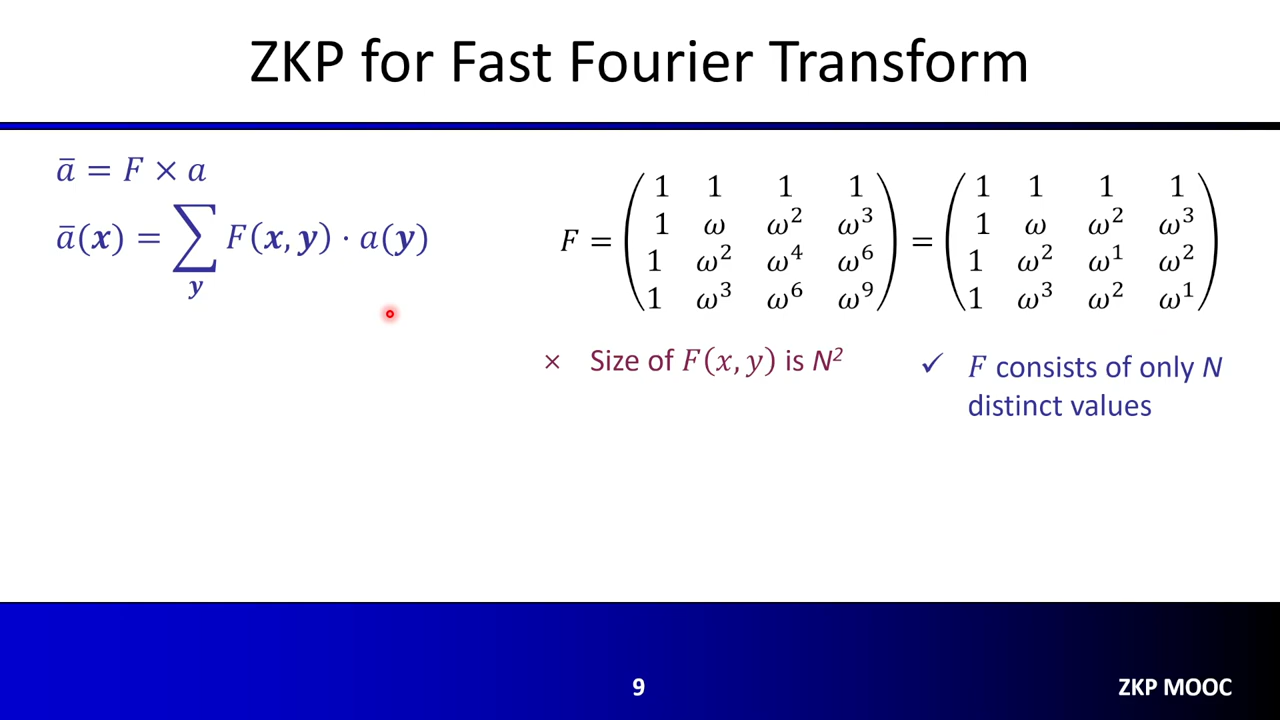 ZKP for Fast Fourier Transform
ā = F × a
ā(x) = ∑_y F(x, y) · a(y)
F = ( 1 1 1 1 ) = ( 1 1 1 1 )
( 1 ω ω² ω³ ) ( 1 ω ω² ω³ )
( 1 ω² ω⁴ ω⁶ ) ( 1 ω² ω¹ ω² )
( 1 ω³ ω⁶ ω⁹ ) ( 1 ω³ ω² ω¹ )
× Size of F(x, y) is N²
✓ F consists of only N
distinct values
9
ZKP MOOC